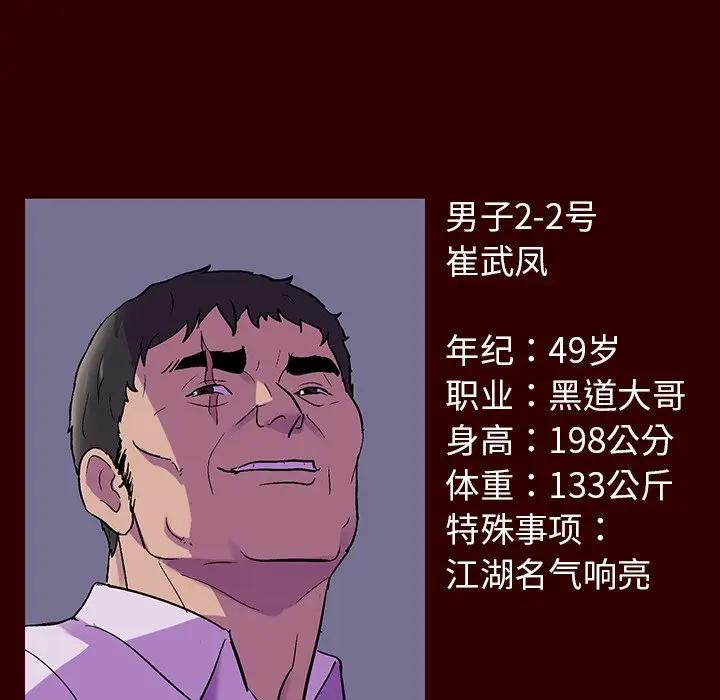 男子2-2号
崔武凤
年纪：49岁
职业：黑道大哥
身高：198公分
体重：133公斤
特殊事项：
江湖名气响亮